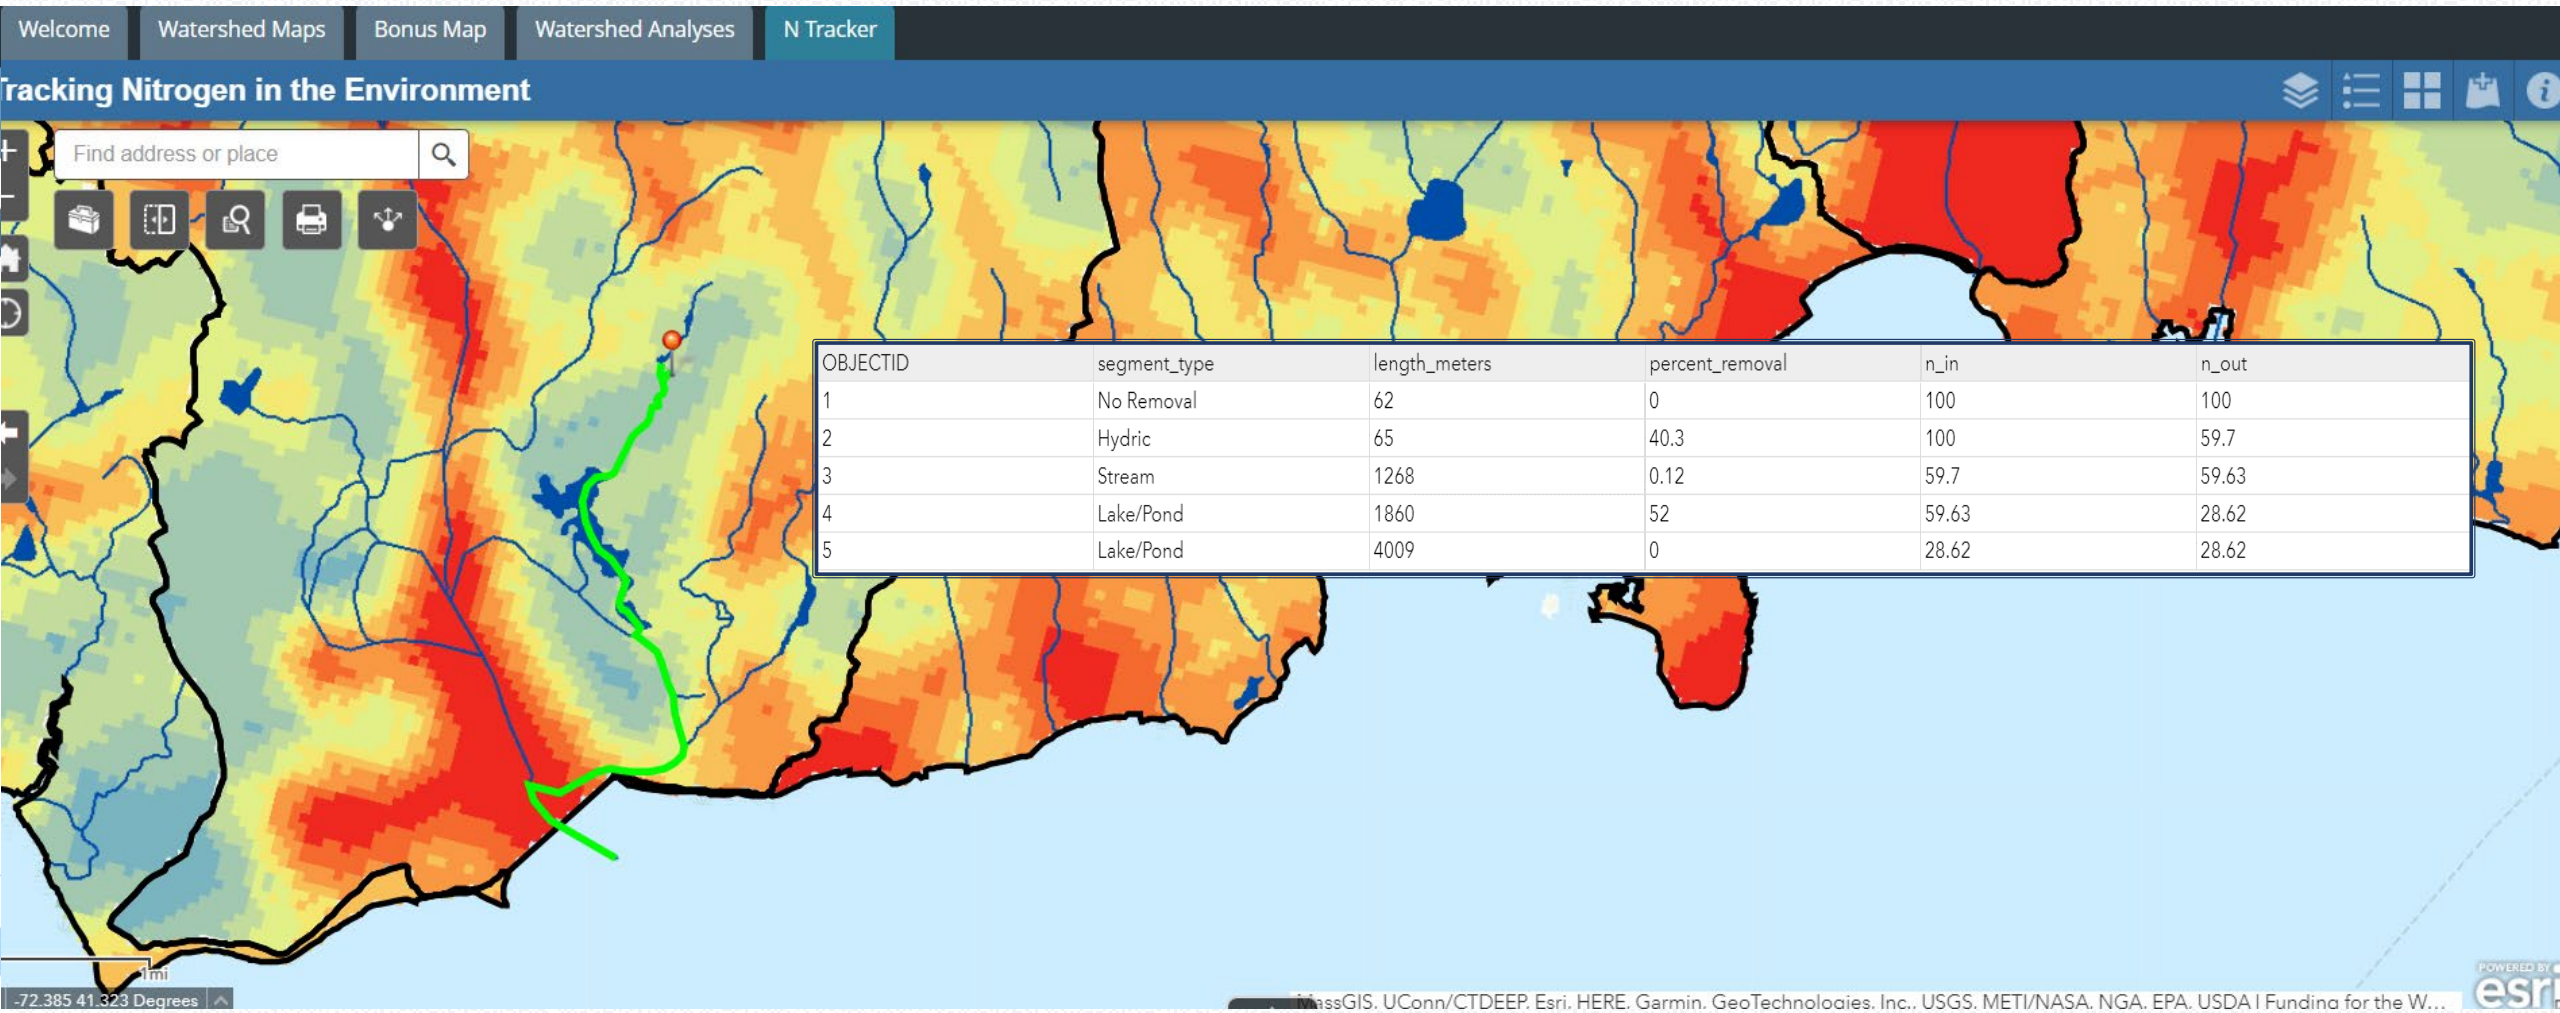 Welcome Watershed Maps Bonus Map Watershed Analyses N Tracker
racking Nitrogen in the Environment
Find address or place
OBJECTID segment_type length_meters percent_removal n_in n_out
1 No Removal 62 0 100 100
2 Hydric 65 40.3 100 59.7
3 Stream 1268 0.12 59.7 59.63
4 Lake/Pond 1860 52 59.63 28.62
5 Lake/Pond 4009 0 28.62 28.62
1mi
-72.385 41.323 Degrees
MassGIS, UConn/CTDEEP, Esri, HERE, Garmin, GeoTechnologies, Inc., USGS, METI/NASA, NGA, EPA, USDA | Funding for the W...
POWERED BY
esri